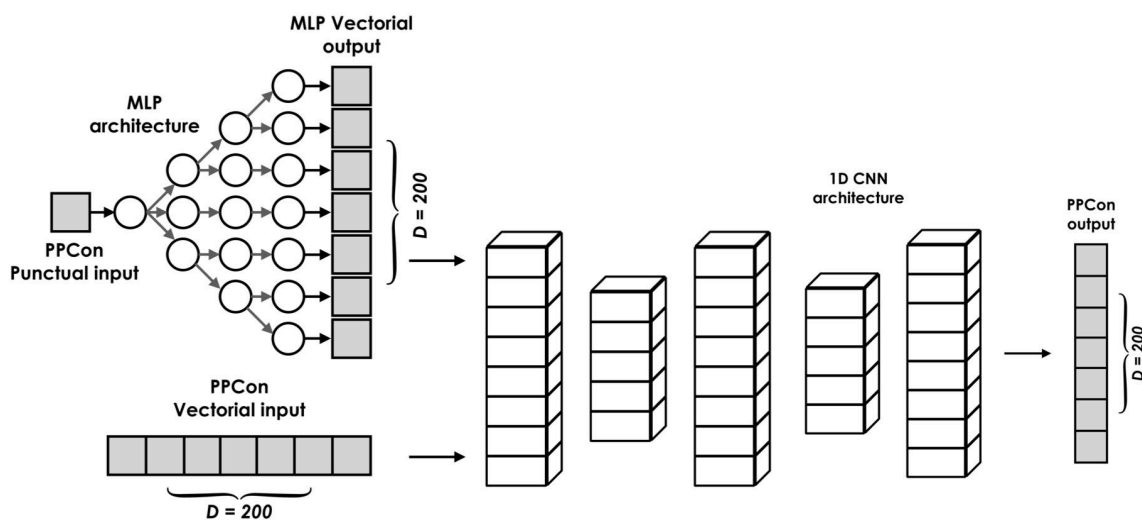 MLP Vectorial
output
MLP
architecture
D = 200
PPCon
Punctual input
PPCon
Vectorial input
D = 200
1D CNN
architecture
PPCon
output
D = 200